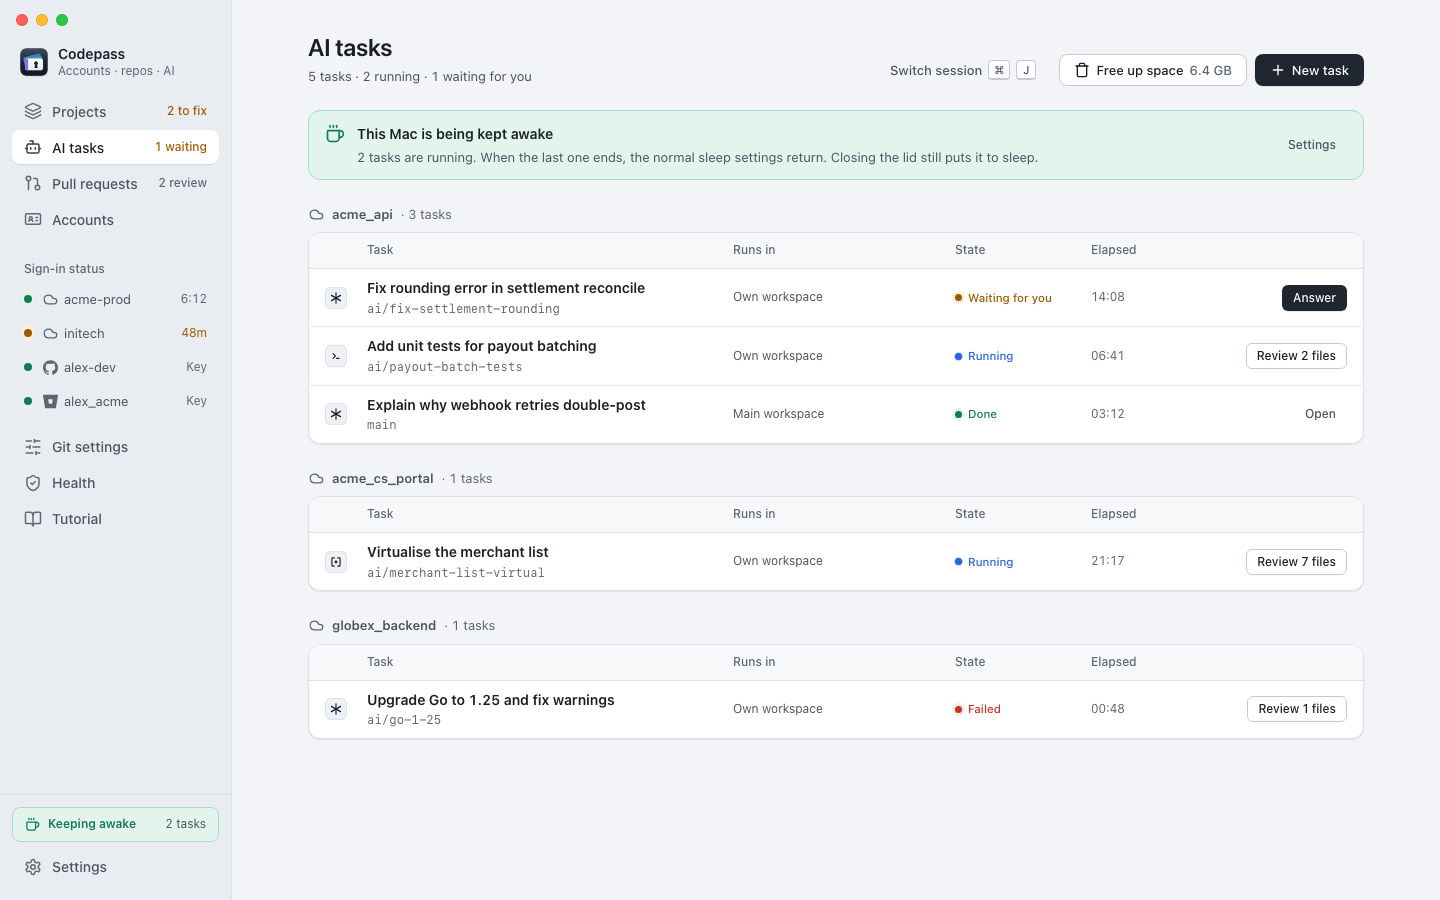 Codepass
Accounts · repos · AI
Projects 2 to fix
AI tasks 1 waiting
Pull requests 2 review
Accounts
Sign-in status
acme-prod 6:12
initech 48m
alex-dev Key
alex_acme Key
Git settings
Health
Tutorial
Keeping awake 2 tasks
Settings
AI tasks
5 tasks · 2 running · 1 waiting for you
Switch session ⌘ J
Free up space 6.4 GB
New task
This Mac is being kept awake
2 tasks are running. When the last one ends, the normal sleep settings return. Closing the lid still puts it to sleep.
Settings
acme_api · 3 tasks
Task Runs in State Elapsed
Fix rounding error in settlement reconcile
ai/fix-settlement-rounding
Own workspace Waiting for you 14:08 Answer
Add unit tests for payout batching
ai/payout-batch-tests
Own workspace Running 06:41 Review 2 files
Explain why webhook retries double-post
main
Main workspace Done 03:12 Open
acme_cs_portal · 1 tasks
Task Runs in State Elapsed
Virtualise the merchant list
ai/merchant-list-virtual
Own workspace Running 21:17 Review 7 files
globex_backend · 1 tasks
Task Runs in State Elapsed
Upgrade Go to 1.25 and fix warnings
ai/go-1-25
Own workspace Failed 00:48 Review 1 files